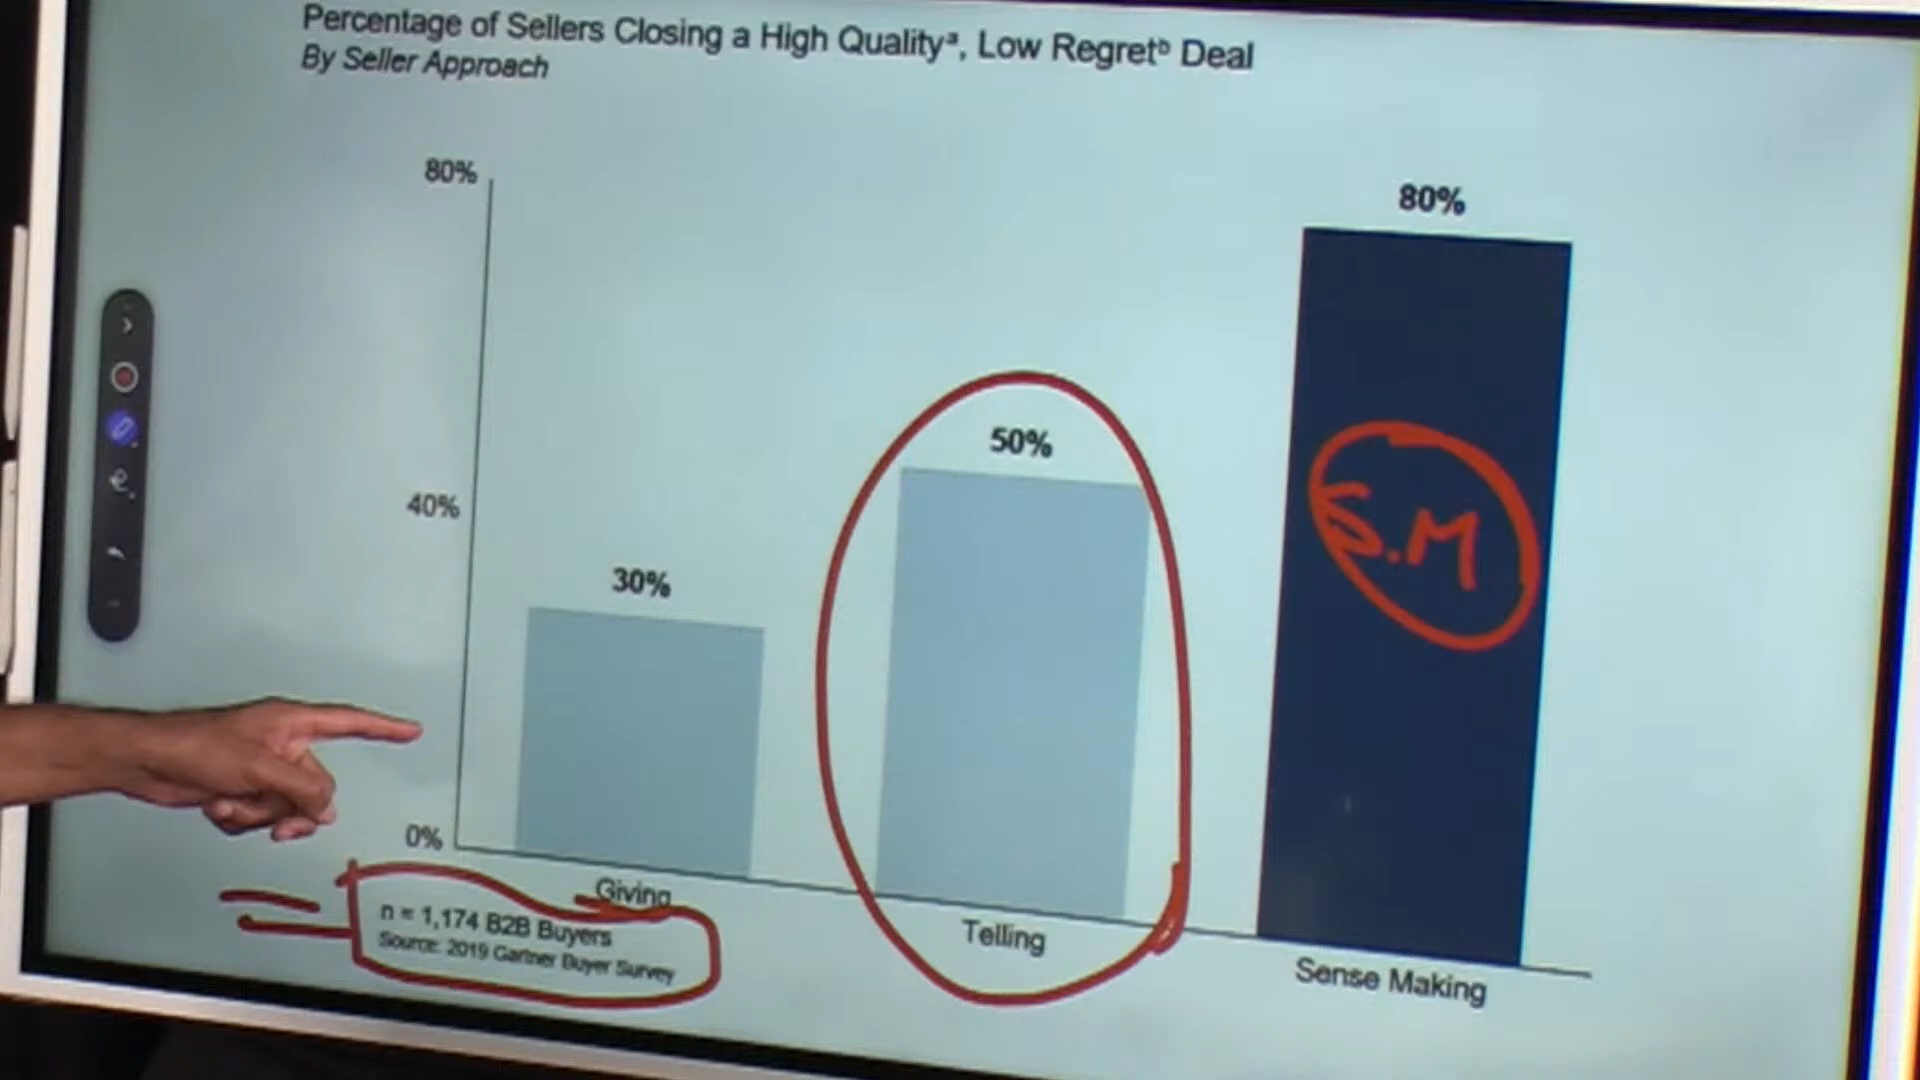 Percentage of Sellers Closing a High Qualityᵃ, Low Regretᵇ Deal
By Seller Approach
80%
80%
50%
40%
S.M
30%
0%
Giving
n = 1,174 B2B Buyers
Telling
Source: 2019 Gartner Buyer Survey
Sense Making